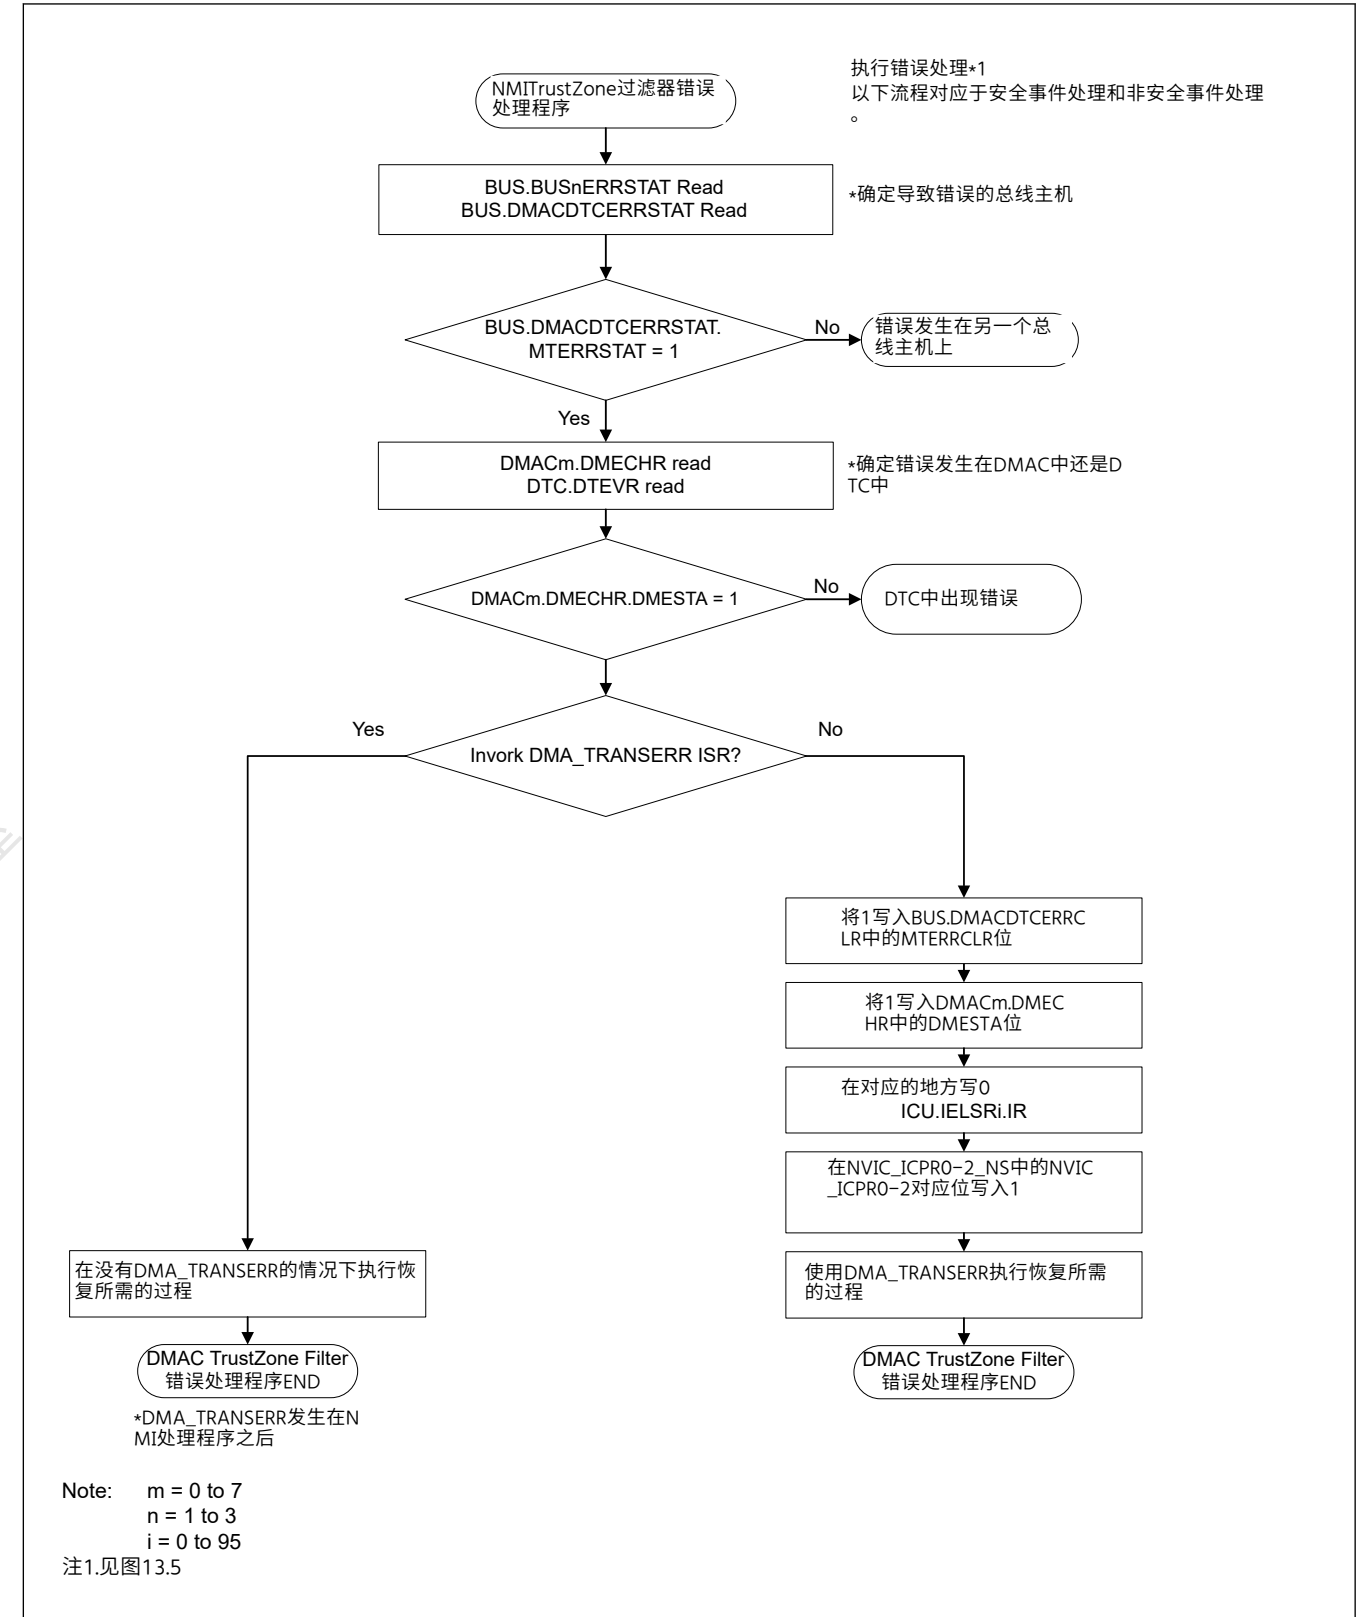 执行错误处理*1
以下流程对应于安全事件处理和非安全事件处理
。
NMITrustZone过滤器错误
处理程序
BUS.BUSnERRSTAT Read
BUS.DMACDTCERRSTAT Read
*确定导致错误的总线主机
BUS.DMACDTCERRSTAT.
MTERRSTAT = 1
No
错误发生在另一个总
线主机上
Yes
DMACm.DMECHR read
DTC.DTEVR read
*确定错误发生在DMAC中还是D
TC中
DMACm.DMECHR.DMESTA = 1
No
DTC中出现错误
Yes
Invork DMA_TRANSERR ISR?
No
将1写入BUS.DMACDTCERRC
LR中的MTERRCLR位
将1写入DMACm.DMEC
HR中的DMESTA位
在对应的地方写0
ICU.IELSRi.IR
在NVIC_ICPR0-2_NS中的NVIC
_ICPR0-2对应位写入1
在没有DMA_TRANSERR的情况下执行恢
复所需的过程
使用DMA_TRANSERR执行恢复所需
的过程
DMAC TrustZone Filter
错误处理程序END
DMAC TrustZone Filter
错误处理程序END
*DMA_TRANSERR发生在N
MI处理程序之后
Note: m = 0 to 7
n = 1 to 3
i = 0 to 95
注1.见图13.5